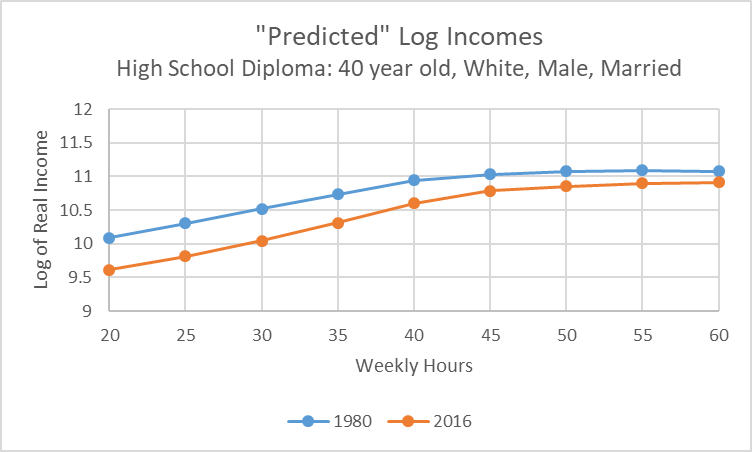 "Predicted" Log Incomes
High School Diploma: 40 year old, White, Male, Married
Log of Real Income
12
11.5
11
10.5
10
9.5
9
20 25 30 35 40 45 50 55 60
Weekly Hours
1980 2016